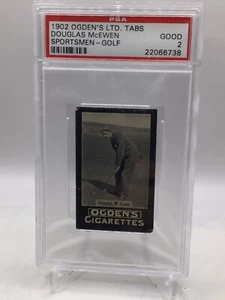 PSA
1902 OGDEN'S LTD. TABS
DOUGLAS McEWEN GOOD 2
SPORTSMEN-GOLF 22066738
OGDEN'S
CIGARETTES